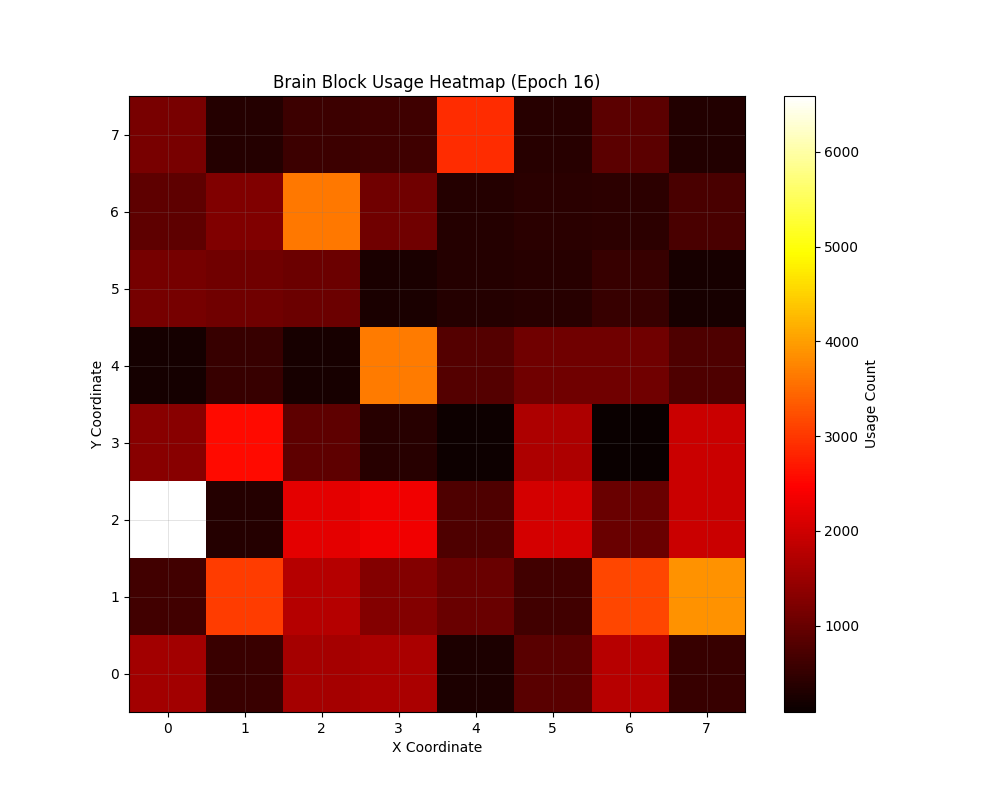 Brain Block Usage Heatmap (Epoch 16)
Y Coordinate
7
6
5
4
3
2
1
0
0 1 2 3 4 5 6 7
X Coordinate
6000
5000
4000
3000
2000
1000
Usage Count